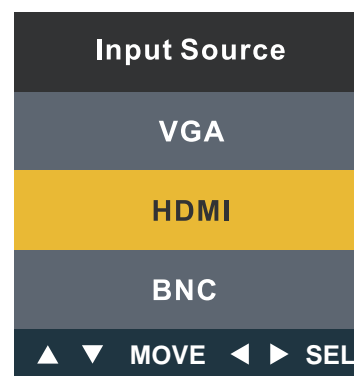 Input Source
VGA
HDMI
BNC
▲ ▼ MOVE ◀ ▶ SEL